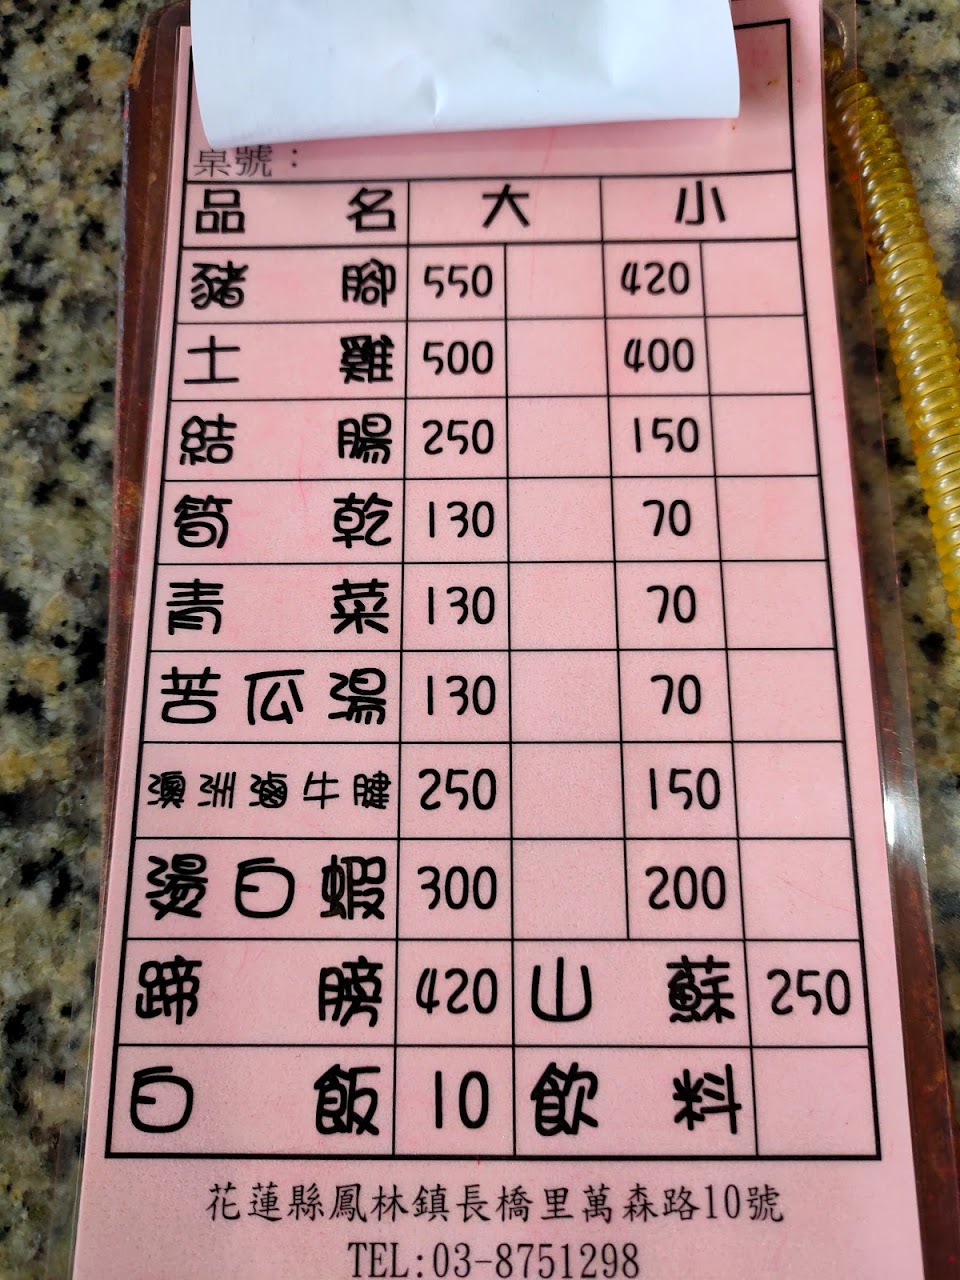 桌號：
品名 大 小
豬腳 550 420
土雞 500 400
結腸 250 150
筍乾 130 70
青菜 130 70
苦瓜湯 130 70
澳洲滷牛腱 250 150
燙白蝦 300 200
蹄膀 420 山蘇 250
白飯 10 飲料
花蓮縣鳳林鎮長橋里萬森路10號
TEL:03-8751298